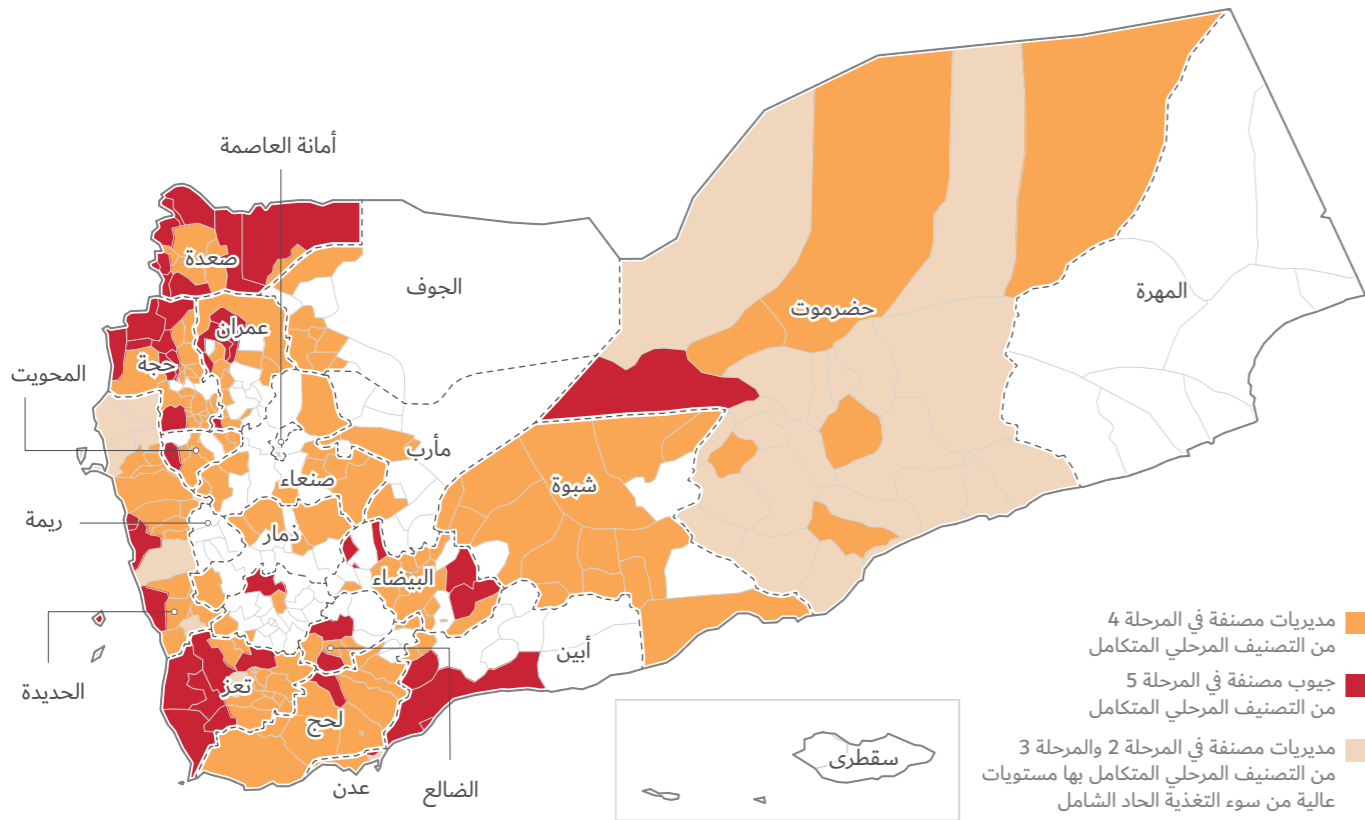 أمانة العاصمة
صعدة
الجوف
المهرة
حضرموت
عمران
حجة
المحويت
مأرب
صنعاء
شبوة
ريمة
ذمار
البيضاء
أبين
الحديدة
تعز
لحج
الضالع
عدن
سقطرى
مديريات مصنفة في المرحلة 4
من التصنيف المرحلي المتكامل
جيوب مصنفة في المرحلة 5
من التصنيف المرحلي المتكامل
مديريات مصنفة في المرحلة 2 والمرحلة 3
من التصنيف المرحلي المتكامل بها مستويات
عالية من سوء التغذية الحاد الشامل